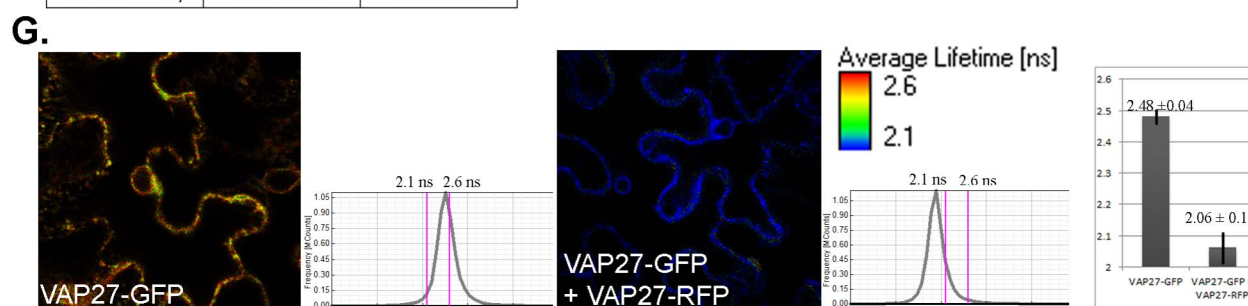 G.
VAP27-GFP
2.1 ns 2.6 ns
Frequency [MCounts]
1.05
0.90
0.75
0.60
0.45
0.30
0.15
0.00
VAP27-GFP
+ VAP27-RFP
Average Lifetime [ns]
2.6
2.1
2.1 ns 2.6 ns
Frequency [MCounts]
1.05
0.90
0.75
0.60
0.45
0.30
0.15
0.00
2.6
2.5
2.4
2.3
2.2
2.1
2
2.48 ±0.04
2.06 ± 0.1
VAP27-GFP
VAP27-GFP
VAP27-RFP